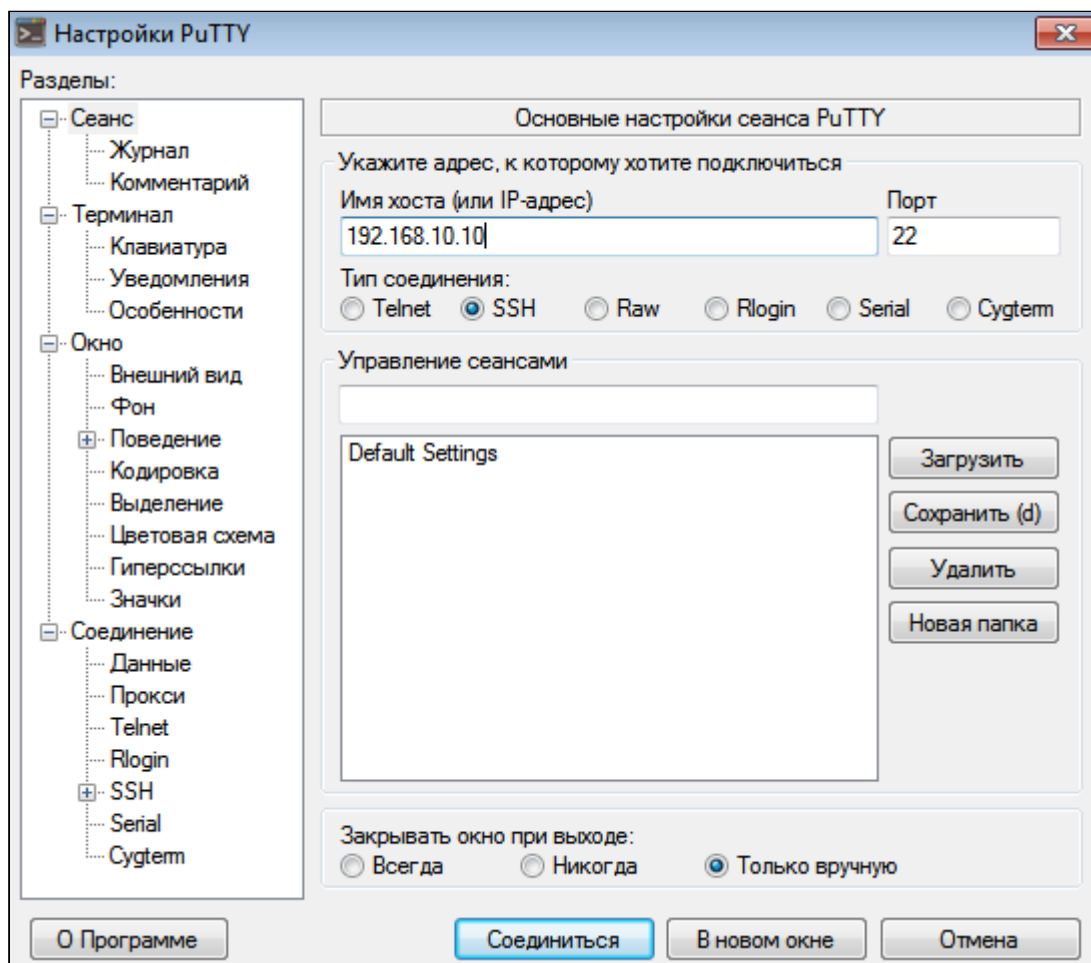 Настройки PuTTY
Разделы:
Сеанс
Журнал
Комментарий
Терминал
Клавиатура
Уведомления
Особенности
Окно
Внешний вид
Фон
Поведение
Кодировка
Выделение
Цветовая схема
Гиперссылки
Значки
Соединение
Данные
Прокси
Telnet
Rlogin
SSH
Serial
Cygterm
Основные настройки сеанса PuTTY
Укажите адрес, к которому хотите подключиться
Имя хоста (или IP-адрес) Порт
192.168.10.10 22
Тип соединения:
Telnet SSH Raw Rlogin Serial Cygterm
Управление сеансами
Default Settings
Загрузить
Сохранить (d)
Удалить
Новая папка
Закрывать окно при выходе:
Всегда Никогда Только вручную
О Программе Соединиться В новом окне Отмена